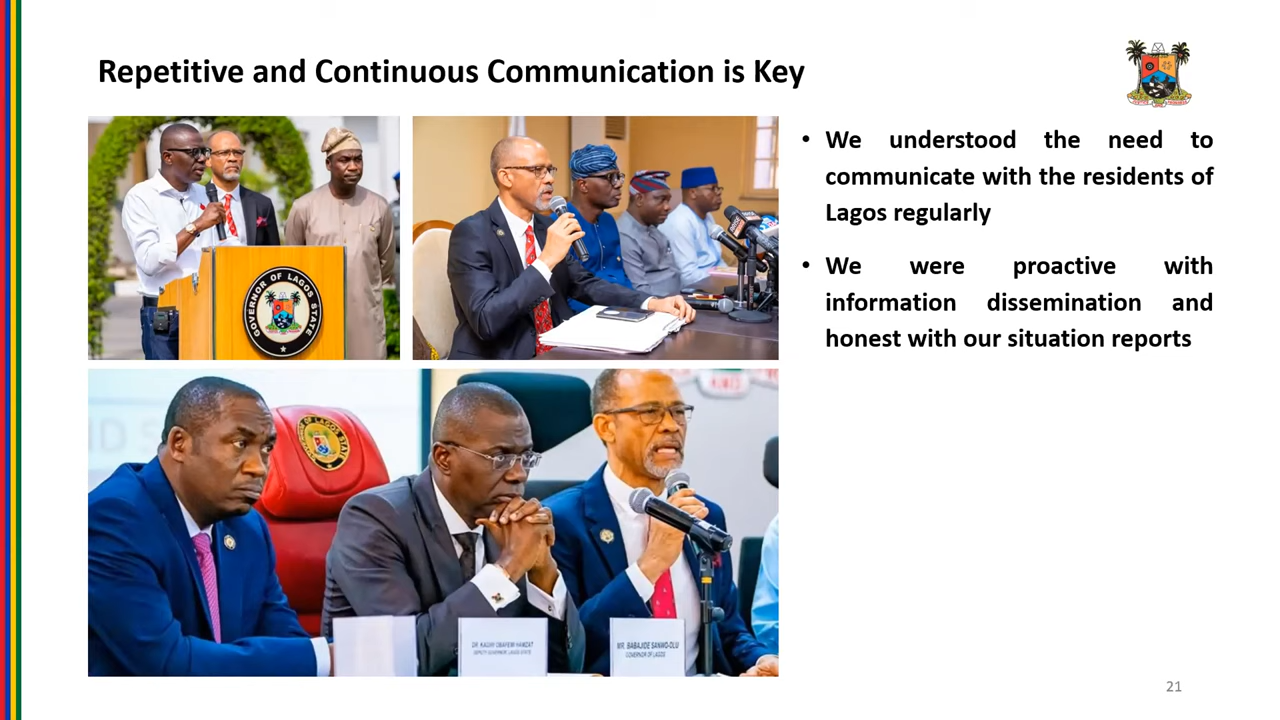 Repetitive and Continuous Communication is Key
GOVERNOR OF LAGOS STATE
• We understood the need to
communicate with the residents of
Lagos regularly
• We were proactive with
information dissemination and
honest with our situation reports
DR. KADRI OBAFEMI HAMZAT
DEPUTY GOVERNOR, LAGOS STATE
MR. BABAJIDE SANWO-OLU
GOVERNOR OF LAGOS
21